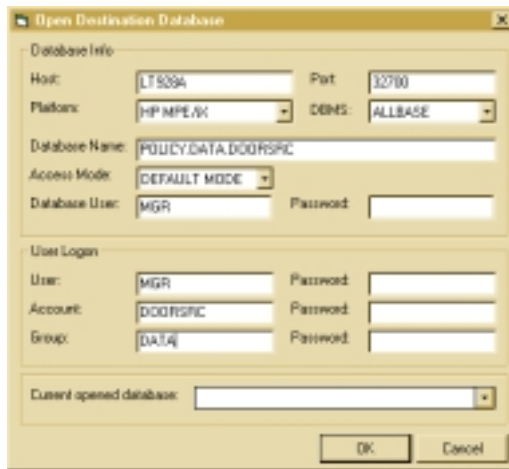 Open Destination Database
Database Info
Host: LT928A Port: 32700
Platform: HP MPE/iX DBMS: ALLBASE
Database Name: POLICY.DATA.DOORSRC
Access Mode: DEFAULT MODE
Database User: MGR Password:
User Logon
User: MGR Password:
Account: DOORSRC Password:
Group: DATA Password:
Current opened database:
OK Cancel